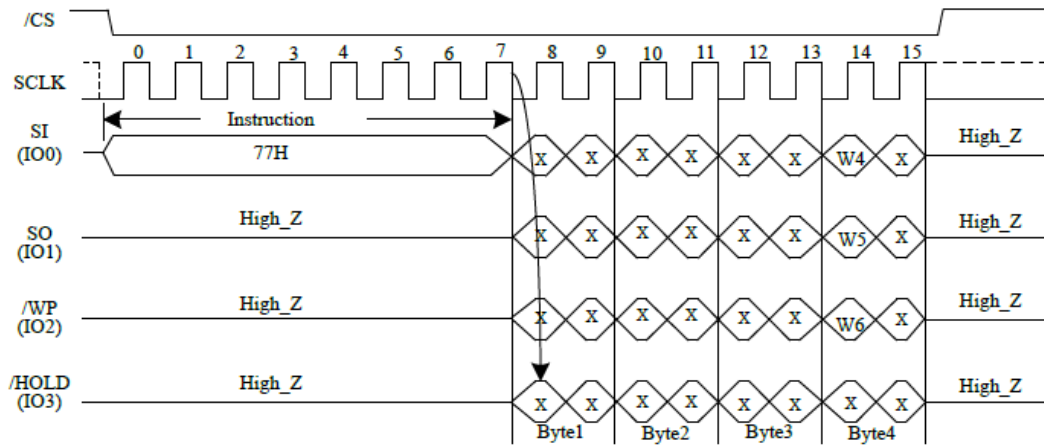 /CS
0 1 2 3 4 5 6 7 8 9 10 11 12 13 14 15
SCLK
Instruction
SI
(IO0)
77H
X X X X X X W4 X
High_Z
SO
(IO1)
High_Z
X X X X X X W5 X
High_Z
/WP
(IO2)
High_Z
X X X X X X W6 X
High_Z
/HOLD
(IO3)
High_Z
X X X X X X X X
High_Z
Byte1 Byte2 Byte3 Byte4